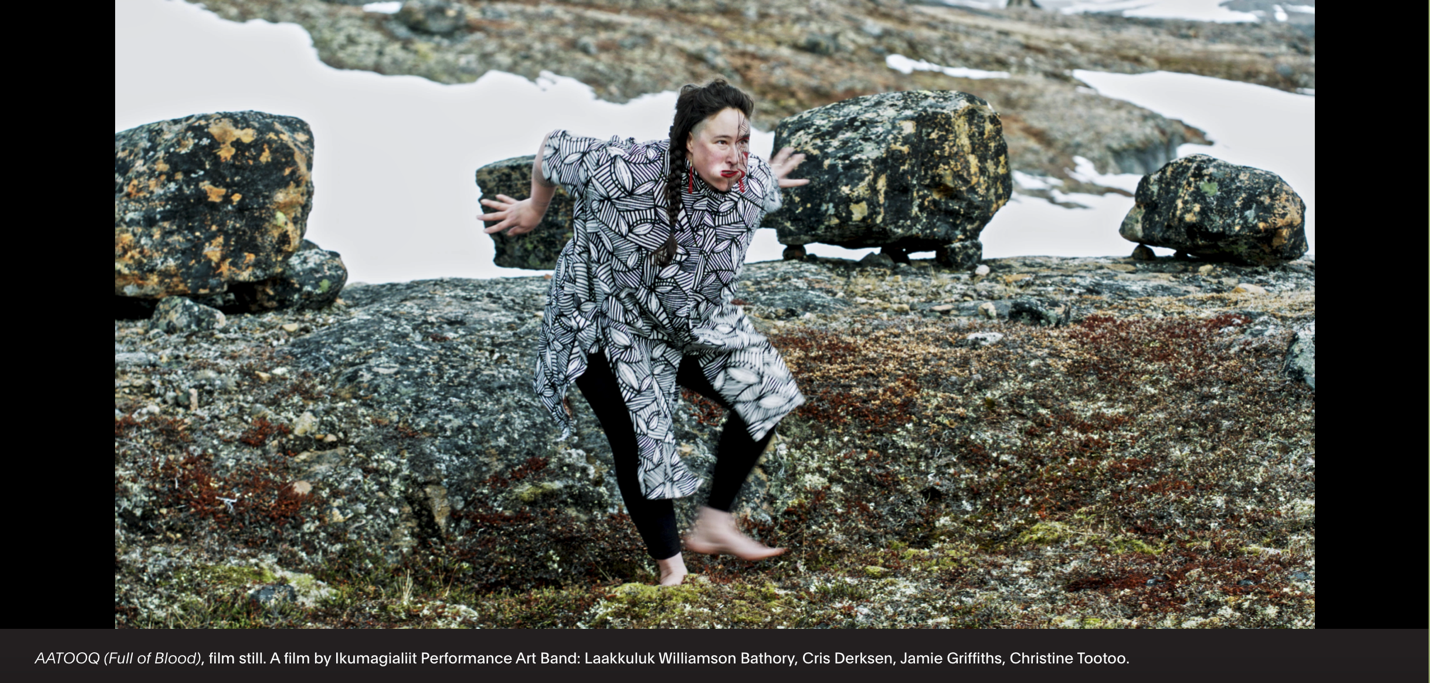 AATOOQ (Full of Blood), film still. A film by Ikumagialiit Performance Art Band: Laakkuluk Williamson Bathory, Cris Derksen, Jamie Griffiths, Christine Tootoo.